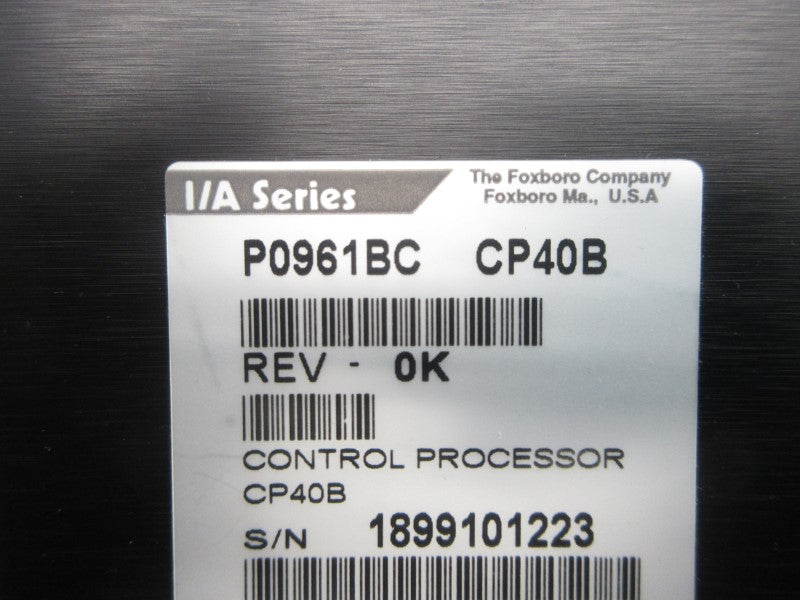 I/A Series
The Foxboro Company
Foxboro Ma., U.S.A
P0961BC CP40B
REV - 0K
CONTROL PROCESSOR
CP40B
S/N 1899101223